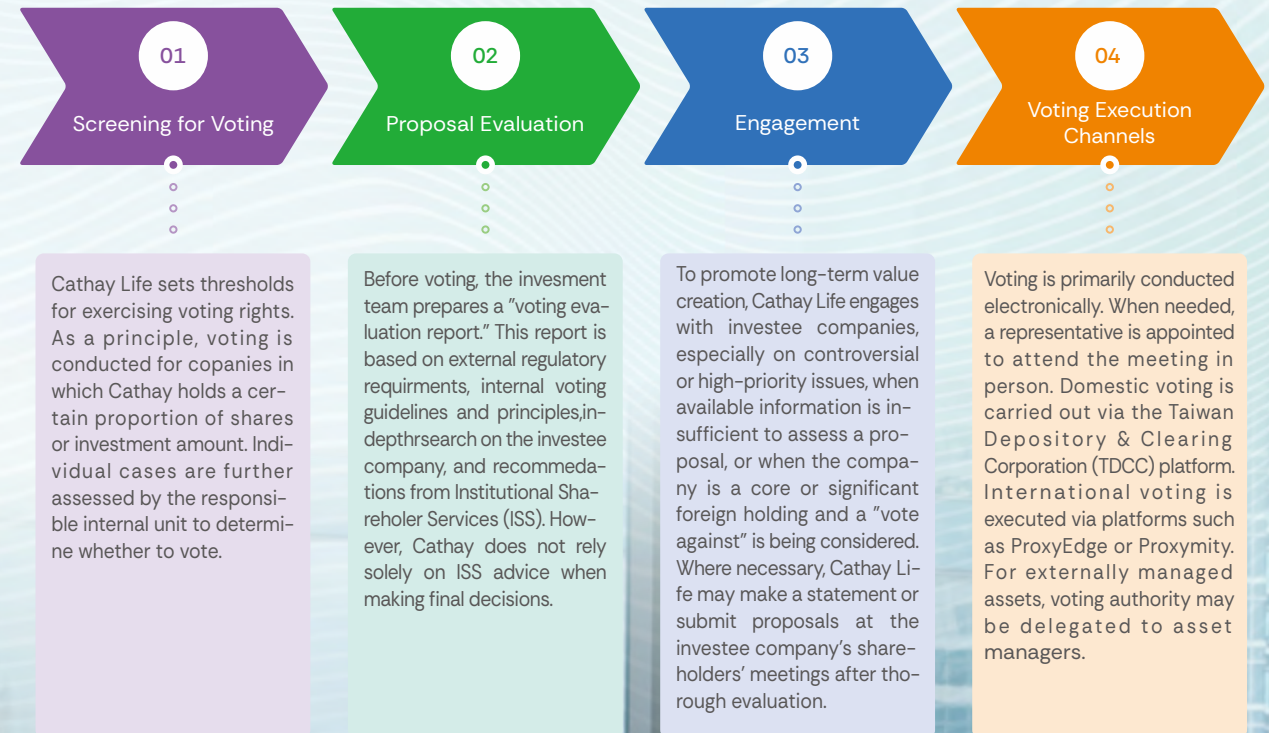 01
Screening for Voting
Cathay Life sets thresholds
for exercising voting rights.
As a principle, voting is
conducted for copanies in
which Cathay holds a cer-
tain proportion of shares
or investment amount. Indi-
vidual cases are further
assessed by the responsi-
ble internal unit to determi-
ne whether to vote.
02
Proposal Evaluation
Before voting, the invesment
team prepares a "voting eva-
luation report." This report is
based on external regulatory
requirments, internal voting
guidelines and principles,in-
depthrsearch on the investee
company, and recommeda-
tions from Institutional Sha-
reholer Services (ISS). How-
ever, Cathay does not rely
solely on ISS advice when
making final decisions.
03
Engagement
To promote long-term value
creation, Cathay Life engages
with investee companies,
especially on controversial
or high-priority issues, when
available information is in-
sufficient to assess a pro-
posal, or when the compa-
ny is a core or significant
foreign holding and a "vote
against" is being considered.
Where necessary, Cathay Li-
fe may make a statement or
submit proposals at the
investee company's share-
holders' meetings after tho-
rough evaluation.
04
Voting Execution
Channels
Voting is primarily conducted
electronically. When needed,
a representative is appointed
to attend the meeting in
person. Domestic voting is
carried out via the Taiwan
Depository & Clearing
Corporation (TDCC) platform.
International voting is
executed via platforms such
as ProxyEdge or Proxymity.
For externally managed
assets, voting authority may
be delegated to asset
managers.